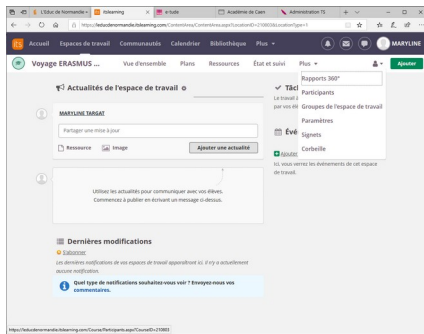 L'Educ de Normandie
itslearning
e-tude
Académie de Caen
Administration TS
https://educdenormandie.itslearning.com/ContentArea/ContentArea.aspx?LocationID=210003&LocationType=1
its
Accueil
Espaces de travail
Communautés
Calendrier
Bibliothèque
Plus
MARYLINE
Voyage ERASMUS ...
Vue d'ensemble
Plans
Ressources
État et suivi
Plus
Ajouter
Rapports 360°
Participants
Groupes de l'espace de travail
Paramètres
Signets
Corbeille
Actualités de l'espace de travail
MARYLINE TARGAT
Partager une mise à jour
Ressource
Image
Ajouter une actualité
Utilisez les actualités pour communiquer avec vos élèves.
Commencez à publier en écrivant un message ci-dessus.
Le travail à
par vos élè
Ajouter
Ici, vous verrez les événements de cet espace
de travail.
Dernières modifications
S'abonner
Les dernières notifications de vos espaces de travail apparaîtront ici. Il n'y a actuellement
aucune notification.
Quel type de notifications souhaitez-vous voir ? Envoyez-nous vos
commentaires.
https://educdenormandie.itslearning.com/Course/Participants.aspx?CourseID=210003